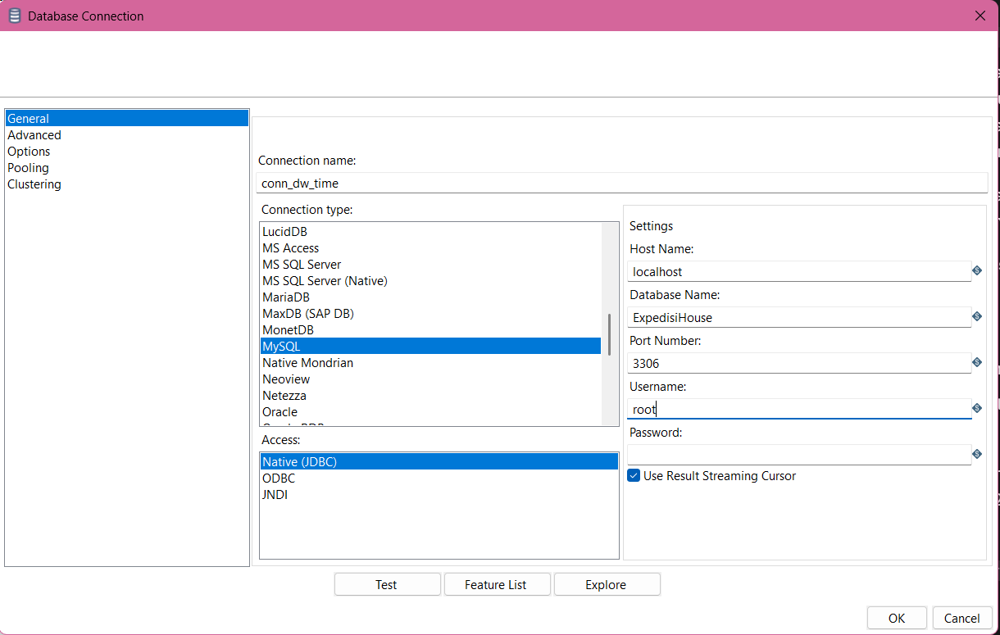 Database Connection
General
Advanced
Options
Pooling
Clustering
Connection name:
conn_dw_time
Connection type:
LucidDB
MS Access
MS SQL Server
MS SQL Server (Native)
MariaDB
MaxDB (SAP DB)
MonetDB
MySQL
Native Mondrian
Neoview
Netezza
Oracle
Access:
Native (JDBC)
ODBC
JNDI
Settings
Host Name:
localhost
Database Name:
ExpedisiHouse
Port Number:
3306
Username:
root
Password:
Use Result Streaming Cursor
Test
Feature List
Explore
OK
Cancel